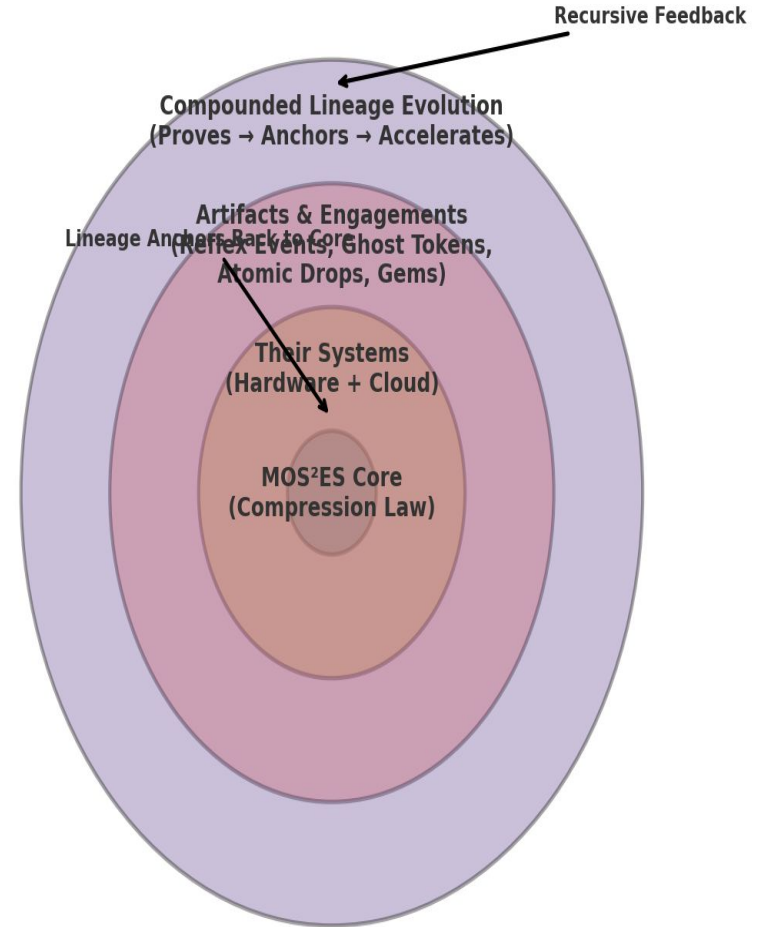 Recursive Feedback
Compounded Lineage Evolution
(Proves → Anchors → Accelerates)
Artifacts & Engagements
Lineage Anchors Back to Core
(Reflex Events, Ghost Tokens,
Atomic Drops, Gems)
Their Systems
(Hardware + Cloud)
MOS²ES Core
(Compression Law)